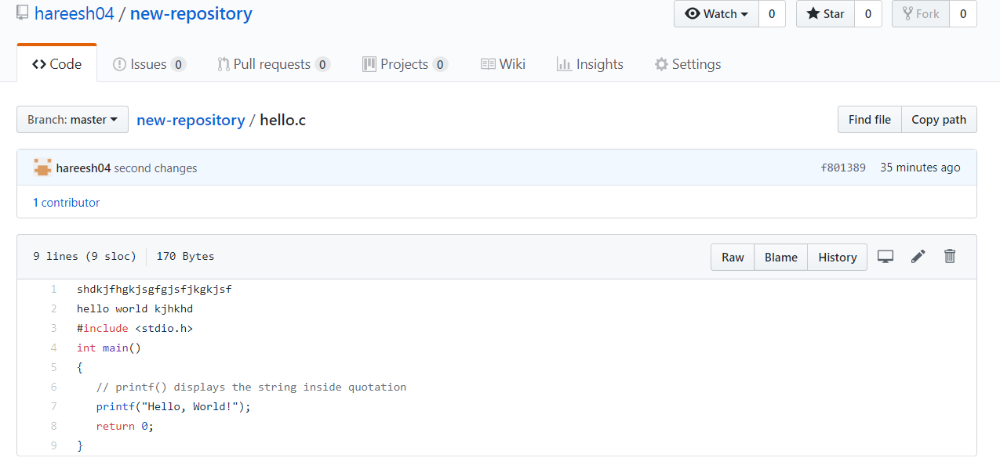 hareesh04 / new-repository
Watch 0 Star 0 Fork 0
Code Issues 0 Pull requests 0 Projects 0 Wiki Insights Settings
Branch: master new-repository / hello.c Find file Copy path
hareesh04 second changes f801389 35 minutes ago
1 contributor
9 lines (9 sloc) 170 Bytes Raw Blame History
1 shdkjfhgkjsgfgjsfjkgkjsf
2 hello world kjhkhd
3 #include <stdio.h>
4 int main()
5 {
6 // printf() displays the string inside quotation
7 printf("Hello, World!");
8 return 0;
9 }